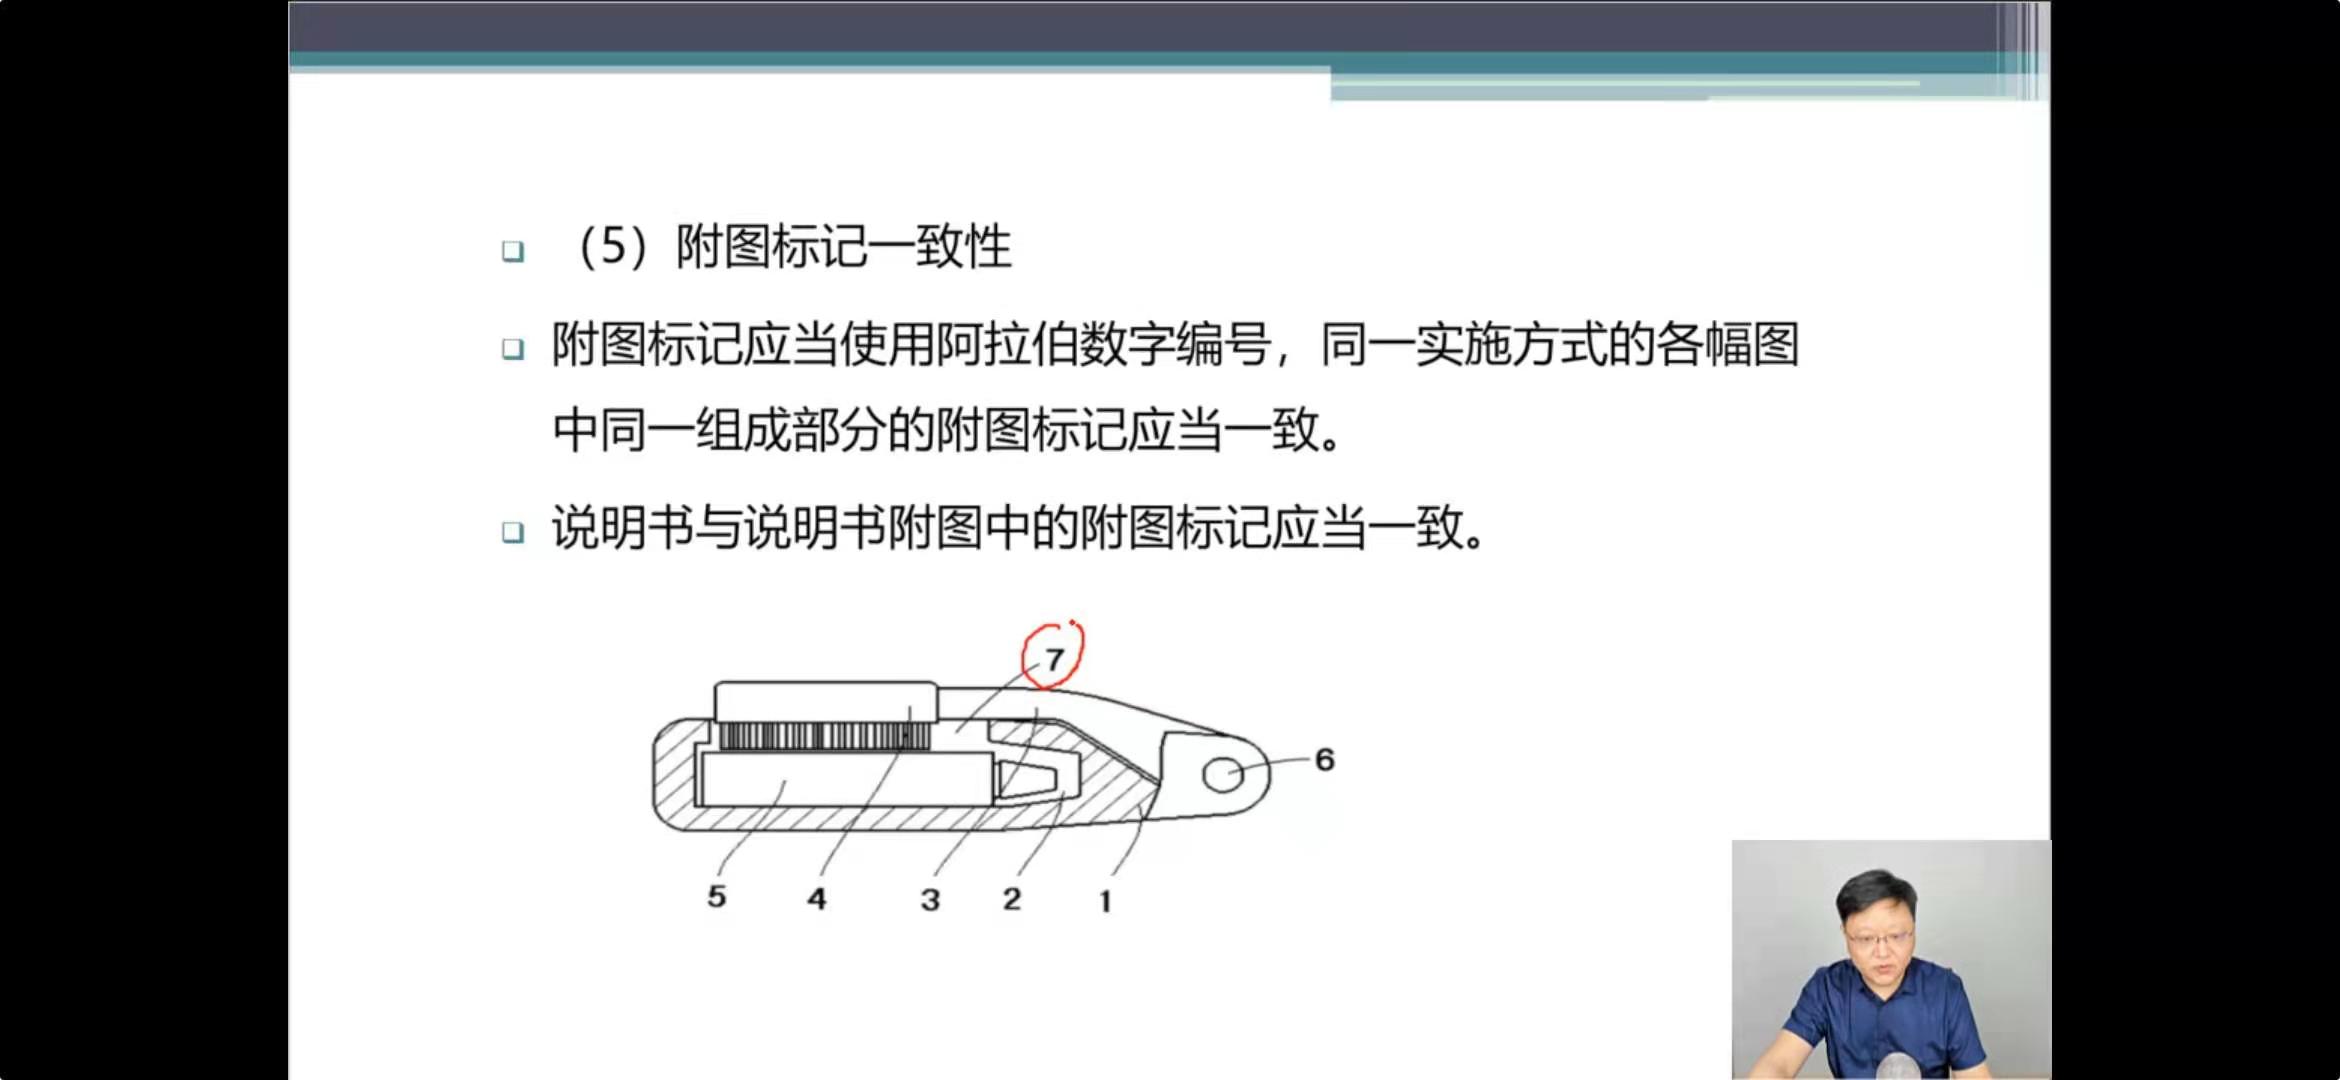 (5）附图标记一致性
附图标记应当使用阿拉伯数字编号，同一实施方式的各幅图
中同一组成部分的附图标记应当一致。
说明书与说明书附图中的附图标记应当一致。
7
6
5 4 3 2 1